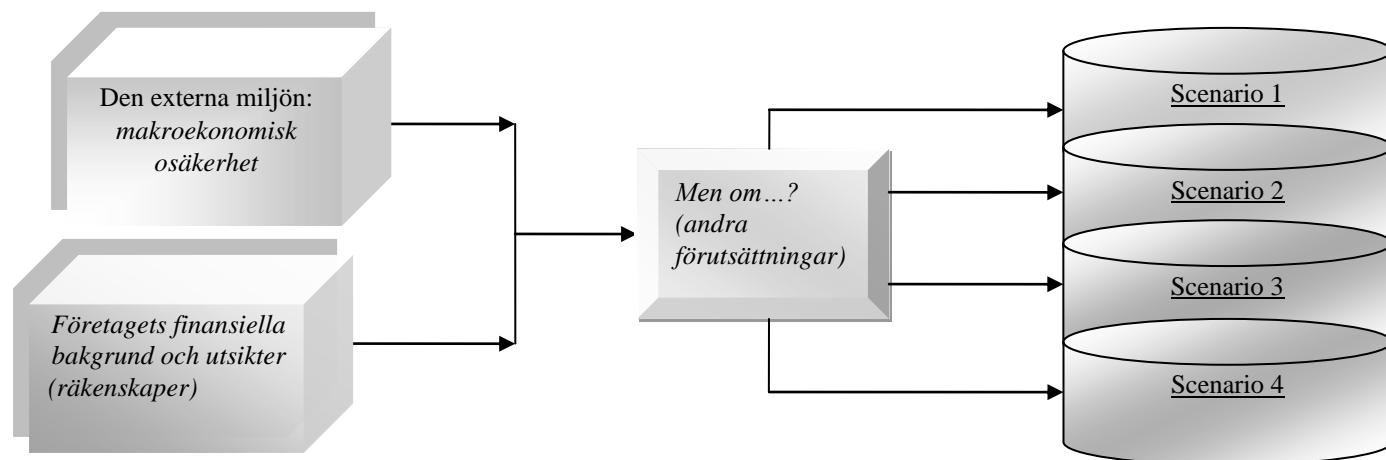 Den externa miljön:
makroekonomisk
osäkerhet
Företagets finansiella
bakgrund och utsikter
(räkenskaper)
Men om…?
(andra
förutsättningar)
Scenario 1
Scenario 2
Scenario 3
Scenario 4